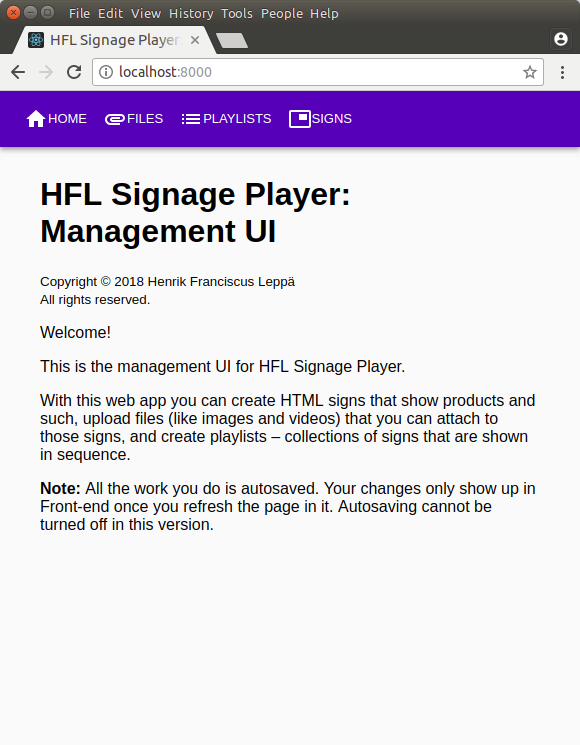 File Edit View History Tools People Help
HFL Signage Player:
localhost:8000
HOME FILES PLAYLISTS SIGNS
HFL Signage Player:
Management UI
Copyright © 2018 Henrik Franciscus Leppä
All rights reserved.
Welcome!
This is the management UI for HFL Signage Player.
With this web app you can create HTML signs that show products and
such, upload files (like images and videos) that you can attach to
those signs, and create playlists – collections of signs that are shown
in sequence.
Note: All the work you do is autosaved. Your changes only show up in
Front-end once you refresh the page in it. Autosaving cannot be
turned off in this version.